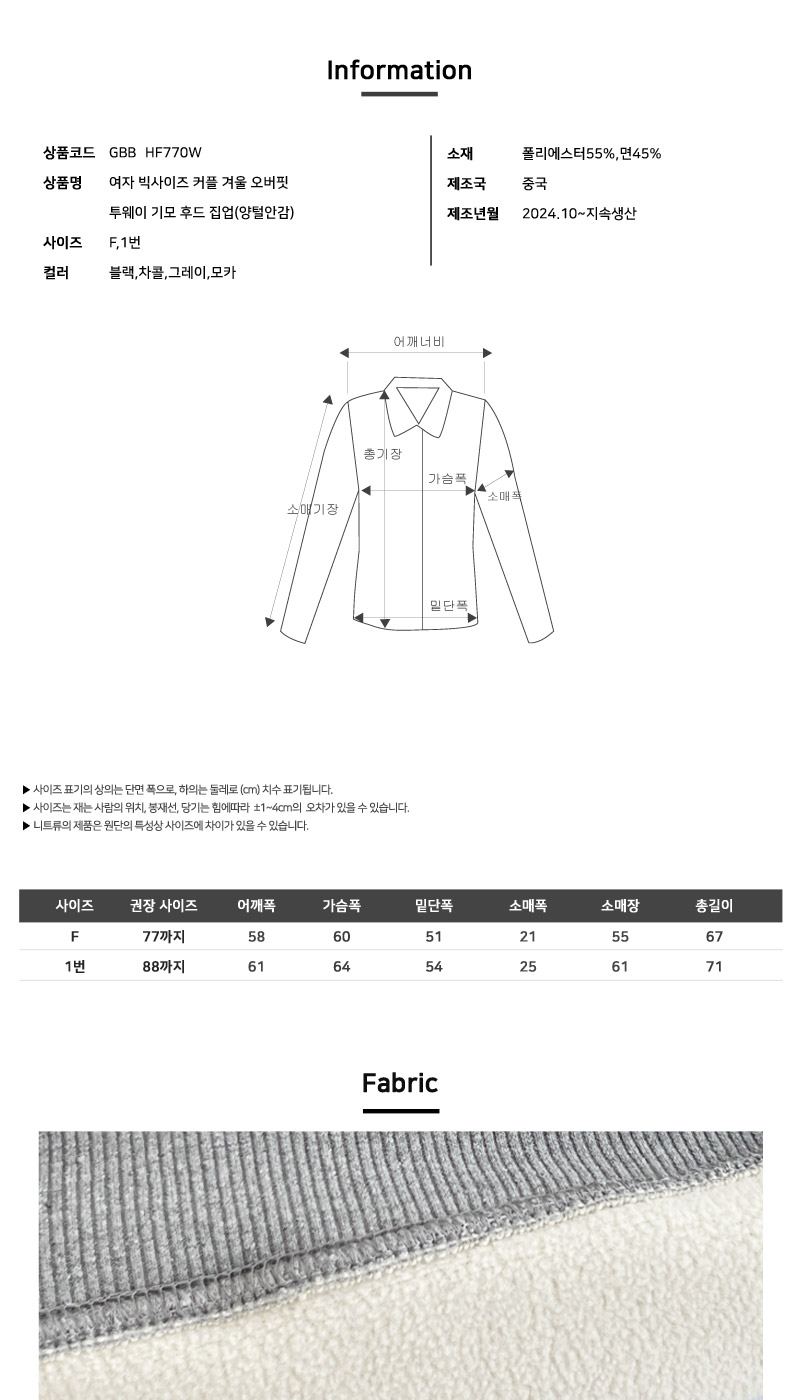 Information
상품코드 GBB HF770W
상품명 여자 빅사이즈 커플 겨울 오버핏
투웨이 기모 후드 집업(양털안감)
사이즈 F,1번
컬러 블랙,차콜,그레이,모카
소재 폴리에스터55%,면45%
제조국 중국
제조년월 2024.10~지속생산
어깨너비
총기장
가슴폭
소매폭
소매기장
밑단폭
▶ 사이즈 표기의 상의는 단면 폭으로, 하의는 둘레로 (cm) 치수 표기됩니다.
▶ 사이즈는 재는 사람의 위치, 봉재선, 당기는 힘에따라 ±1~4cm의 오차가 있을 수 있습니다.
▶ 니트류의 제품은 원단의 특성상 사이즈에 차이가 있을 수 있습니다.
사이즈 권장 사이즈 어깨폭 가슴폭 밑단폭 소매폭 소매장 총길이
F 77까지 58 60 51 21 55 67
1번 88까지 61 64 54 25 61 71
Fabric